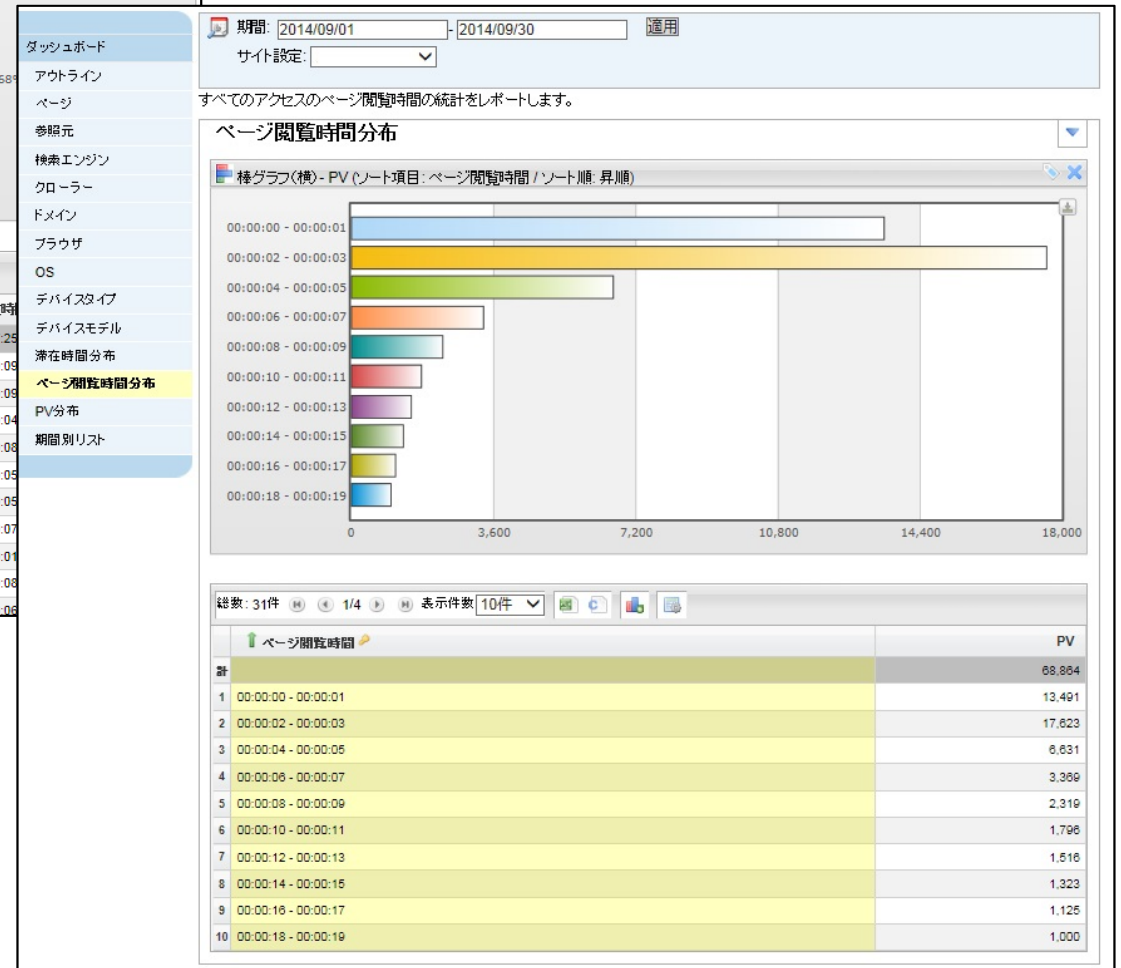 期間: 2014/09/01 - 2014/09/30 適用
サイト設定:
ダッシュボード
アウトライン
ページ
参照元
検索エンジン
クローラー
ドメイン
ブラウザ
OS
デバイスタイプ
デバイスモデル
滞在時間分布
ページ閲覧時間分布
PV分布
期間別リスト
すべてのアクセスのページ閲覧時間の統計をレポートします。
ページ閲覧時間分布
棒グラフ(横) - PV (ソート項目: ページ閲覧時間 / ソート順: 昇順)
00:00:00 - 00:00:01
00:00:02 - 00:00:03
00:00:04 - 00:00:05
00:00:06 - 00:00:07
00:00:08 - 00:00:09
00:00:10 - 00:00:11
00:00:12 - 00:00:13
00:00:14 - 00:00:15
00:00:16 - 00:00:17
00:00:18 - 00:00:19
0 3,600 7,200 10,800 14,400 18,000
総数: 31件 1/4 表示件数 10件
ページ閲覧時間 PV
計 68,864
1 00:00:00 - 00:00:01 13,491
2 00:00:02 - 00:00:03 17,623
3 00:00:04 - 00:00:05 6,631
4 00:00:06 - 00:00:07 3,369
5 00:00:08 - 00:00:09 2,319
6 00:00:10 - 00:00:11 1,796
7 00:00:12 - 00:00:13 1,516
8 00:00:14 - 00:00:15 1,323
9 00:00:16 - 00:00:17 1,125
10 00:00:18 - 00:00:19 1,000
:25
:09
:09
:04
:08
:05
:05
:07
:01
:08
:06